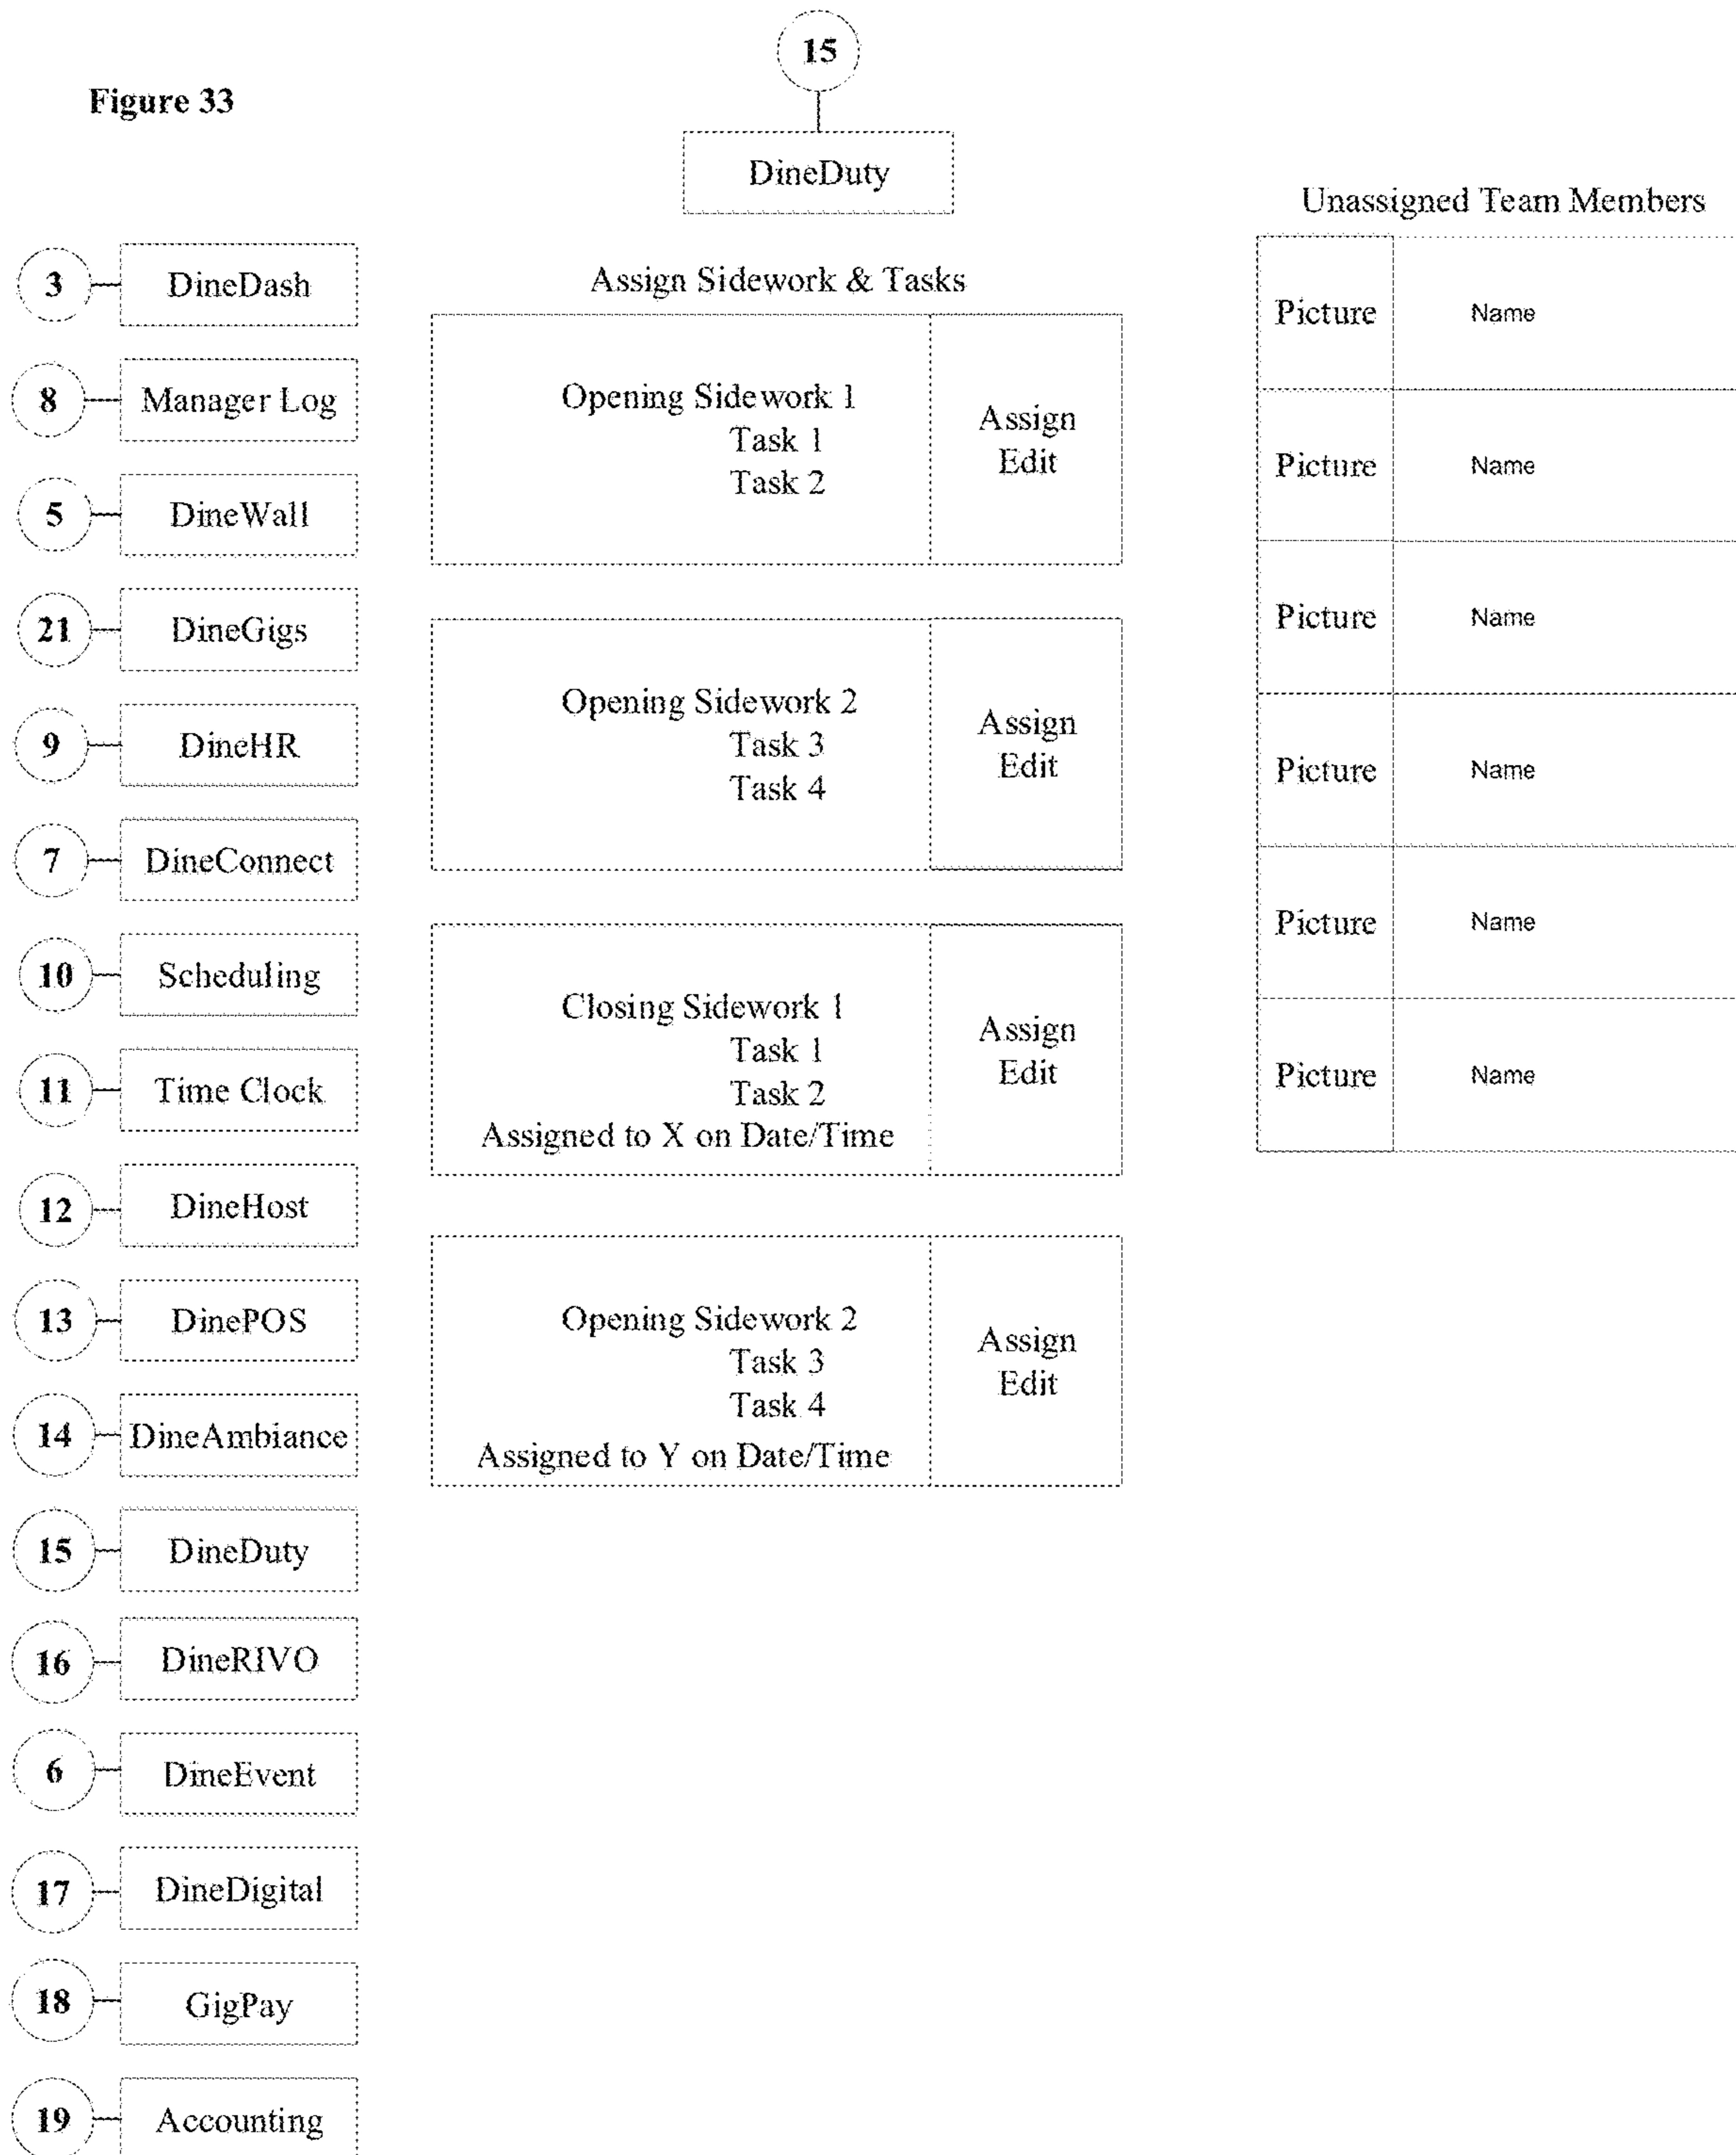 Figure 33
15
DineDuty
3
DineDash
8
Manager Log
5
DineWall
21
DineGigs
9
DineHR
7
DineConnect
10
Scheduling
11
Time Clock
12
DineHost
13
DinePOS
14
DineAmbiance
15
DineDuty
16
DineRIVO
6
DineEvent
17
DineDigital
18
GigPay
19
Accounting
Assign Sidework & Tasks
Opening Sidework 1
Task 1
Task 2
Assign
Edit
Opening Sidework 2
Task 3
Task 4
Assign
Edit
Closing Sidework 1
Task 1
Task 2
Assigned to X on Date/Time
Assign
Edit
Opening Sidework 2
Task 3
Task 4
Assigned to Y on Date/Time
Assign
Edit
Unassigned Team Members
Picture Name
Picture Name
Picture Name
Picture Name
Picture Name
Picture Name